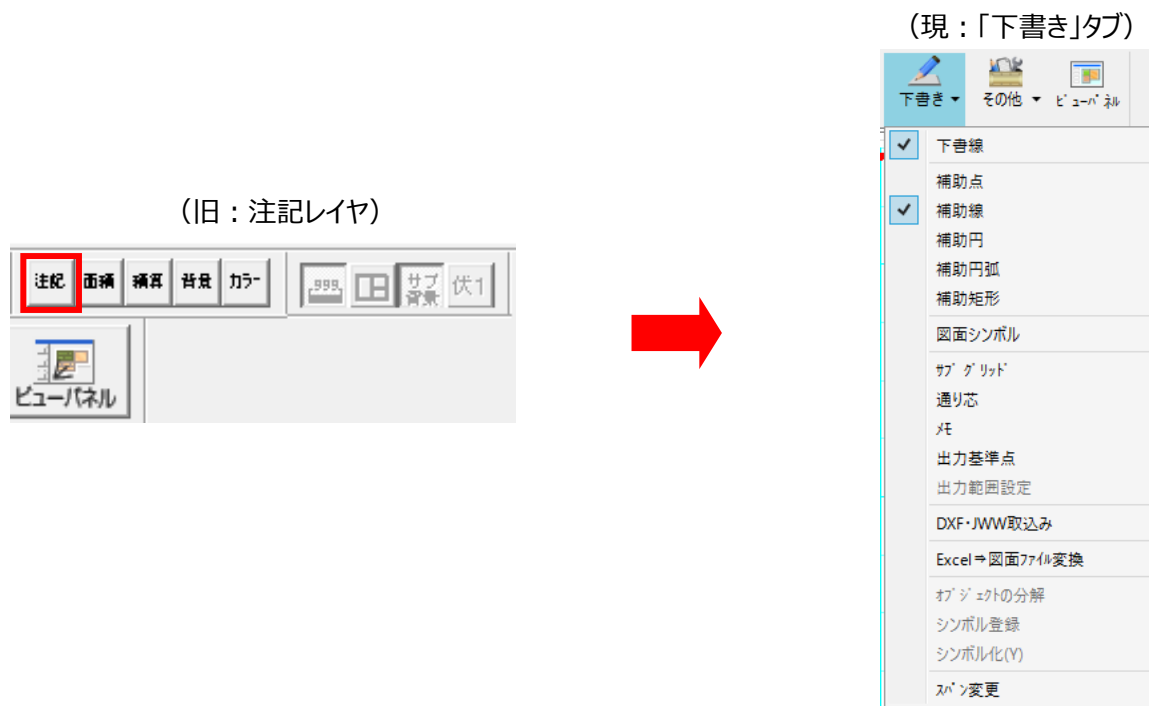 （現：「下書き」タブ）
下書き
その他
ﾋﾞｭｰﾊﾟﾈﾙ
下書線
補助点
補助線
補助円
補助円弧
補助矩形
図面シンボル
ｻﾌﾞｸﾞﾘｯﾄﾞ
通り芯
ﾒﾓ
出力基準点
出力範囲設定
DXF･JWW取込み
Excel⇒図面ﾌｧｲﾙ変換
ｵﾌﾞｼﾞｪｸﾄの分解
シンボル登録
シンボル化(Y)
ｽﾊﾟﾝ変更
（旧：注記レイヤ）
注記 面積 積算 背景 ｶﾗｰ .999. サブ背景 伏1
ビューパネル